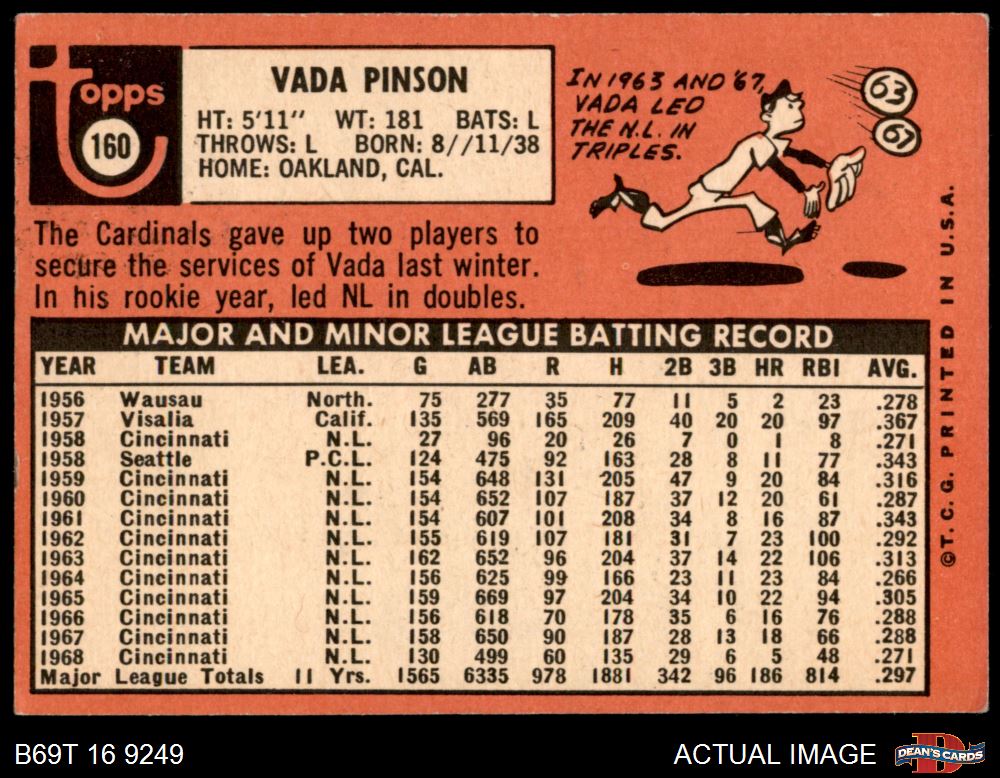 topps
160
VADA PINSON
HT: 5'11" WT: 181 BATS: L
THROWS: L BORN: 8//11/38
HOME: OAKLAND, CAL.
IN 1963 AND '67,
VADA LED
THE N.L. IN
TRIPLES.
63
67
The Cardinals gave up two players to
secure the services of Vada last winter.
In his rookie year, led NL in doubles.
MAJOR AND MINOR LEAGUE BATTING RECORD
YEAR TEAM LEA. G AB R H 2B 3B HR RBI AVG.
1956 Wausau North. 75 277 35 77 11 5 2 23 .278
1957 Visalia Calif. 135 569 165 209 40 20 20 97 .367
1958 Cincinnati N.L. 27 96 20 26 7 0 1 8 .271
1958 Seattle P.C.L. 124 475 92 163 28 8 11 77 .343
1959 Cincinnati N.L. 154 648 131 205 47 9 20 84 .316
1960 Cincinnati N.L. 154 652 107 187 37 12 20 61 .287
1961 Cincinnati N.L. 154 607 101 208 34 8 16 87 .343
1962 Cincinnati N.L. 155 619 107 181 31 7 23 100 .292
1963 Cincinnati N.L. 162 652 96 204 37 14 22 106 .313
1964 Cincinnati N.L. 156 625 99 166 23 11 23 84 .266
1965 Cincinnati N.L. 159 669 97 204 34 10 22 94 .305
1966 Cincinnati N.L. 156 618 70 178 35 6 16 76 .288
1967 Cincinnati N.L. 158 650 90 187 28 13 18 66 .288
1968 Cincinnati N.L. 130 499 60 135 29 6 5 48 .271
Major League Totals 11 Yrs. 1565 6335 978 1881 342 96 186 814 .297
©T.C.G. PRINTED IN U.S.A.
B69T 16 9249
ACTUAL IMAGE
D
DEAN'S CARDS